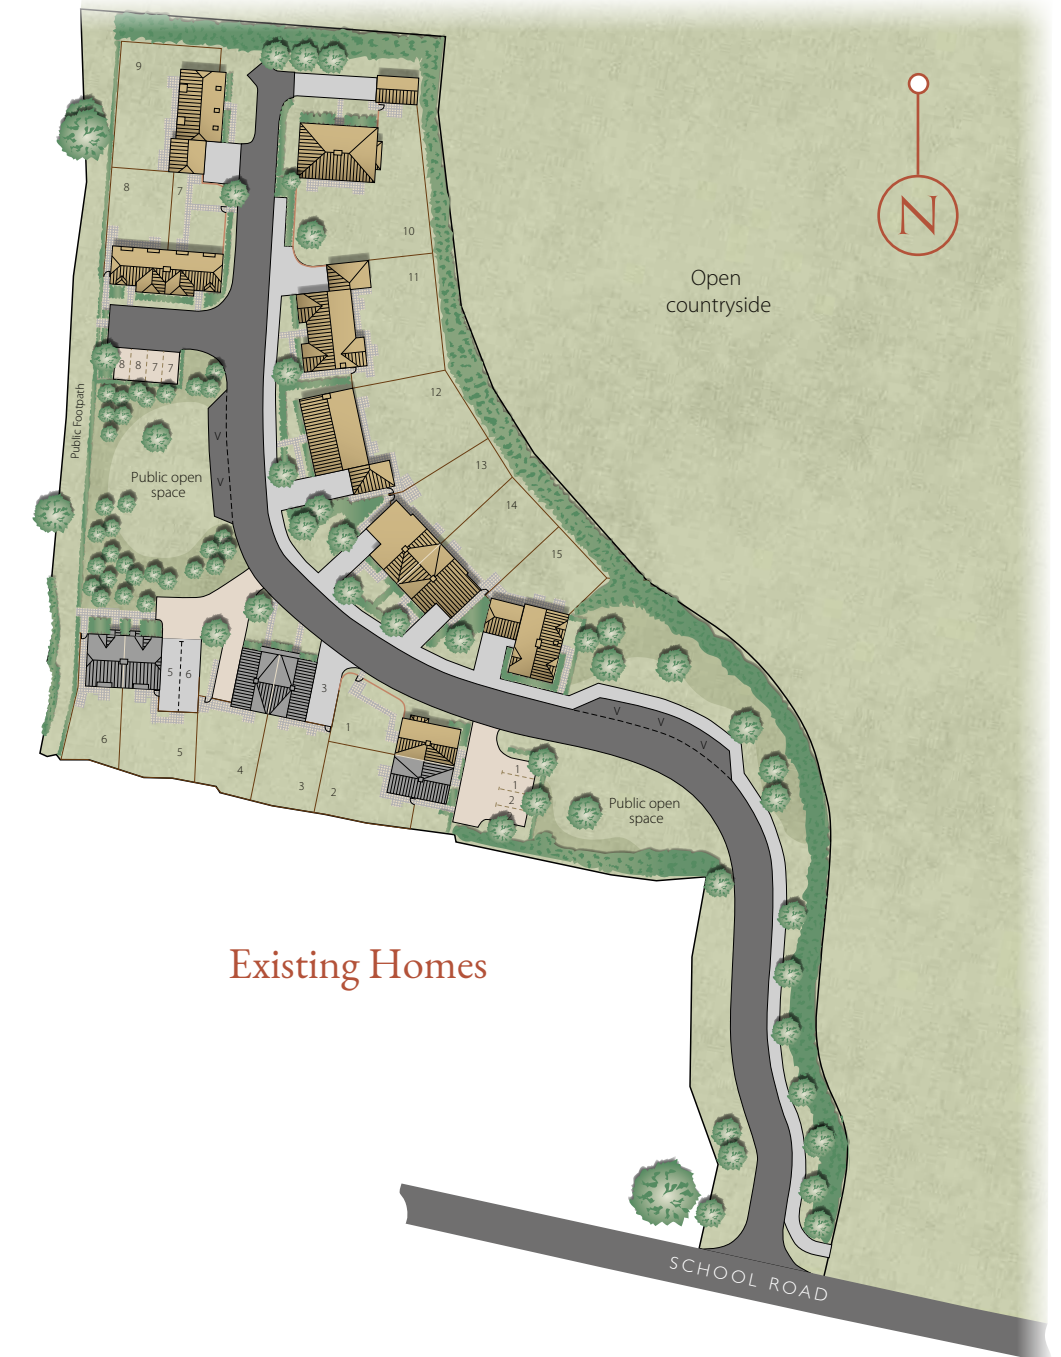 9
8
7
N
10
11
Open
countryside
8 8 7 7
12
Public Footpath
V
13
Public open
space
V
14
15
5 6
3
V
V
V
1
6
5
4
3
2
1
1
2
Public open
space
Existing Homes
SCHOOL ROAD